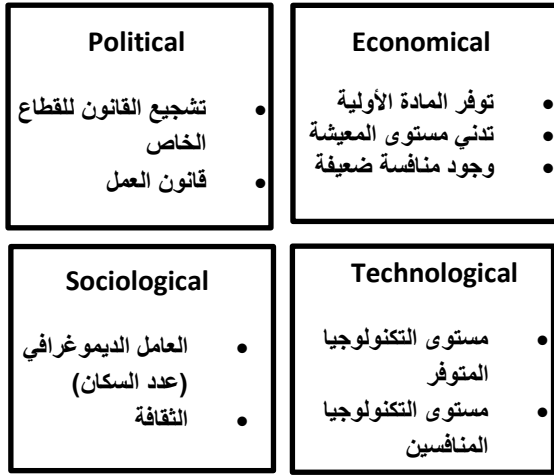 Political
• تشجيع القانون للقطاع
الخاص
• قانون العمل
Economical
• توفر المادة الأولية
• تدني مستوى المعيشة
• وجود منافسة ضعيفة
Sociological
• العامل الديموغرافي
(عدد السكان)
• الثقافة
Technological
• مستوى التكنولوجيا
المتوفر
• مستوى التكنولوجيا
المنافسين